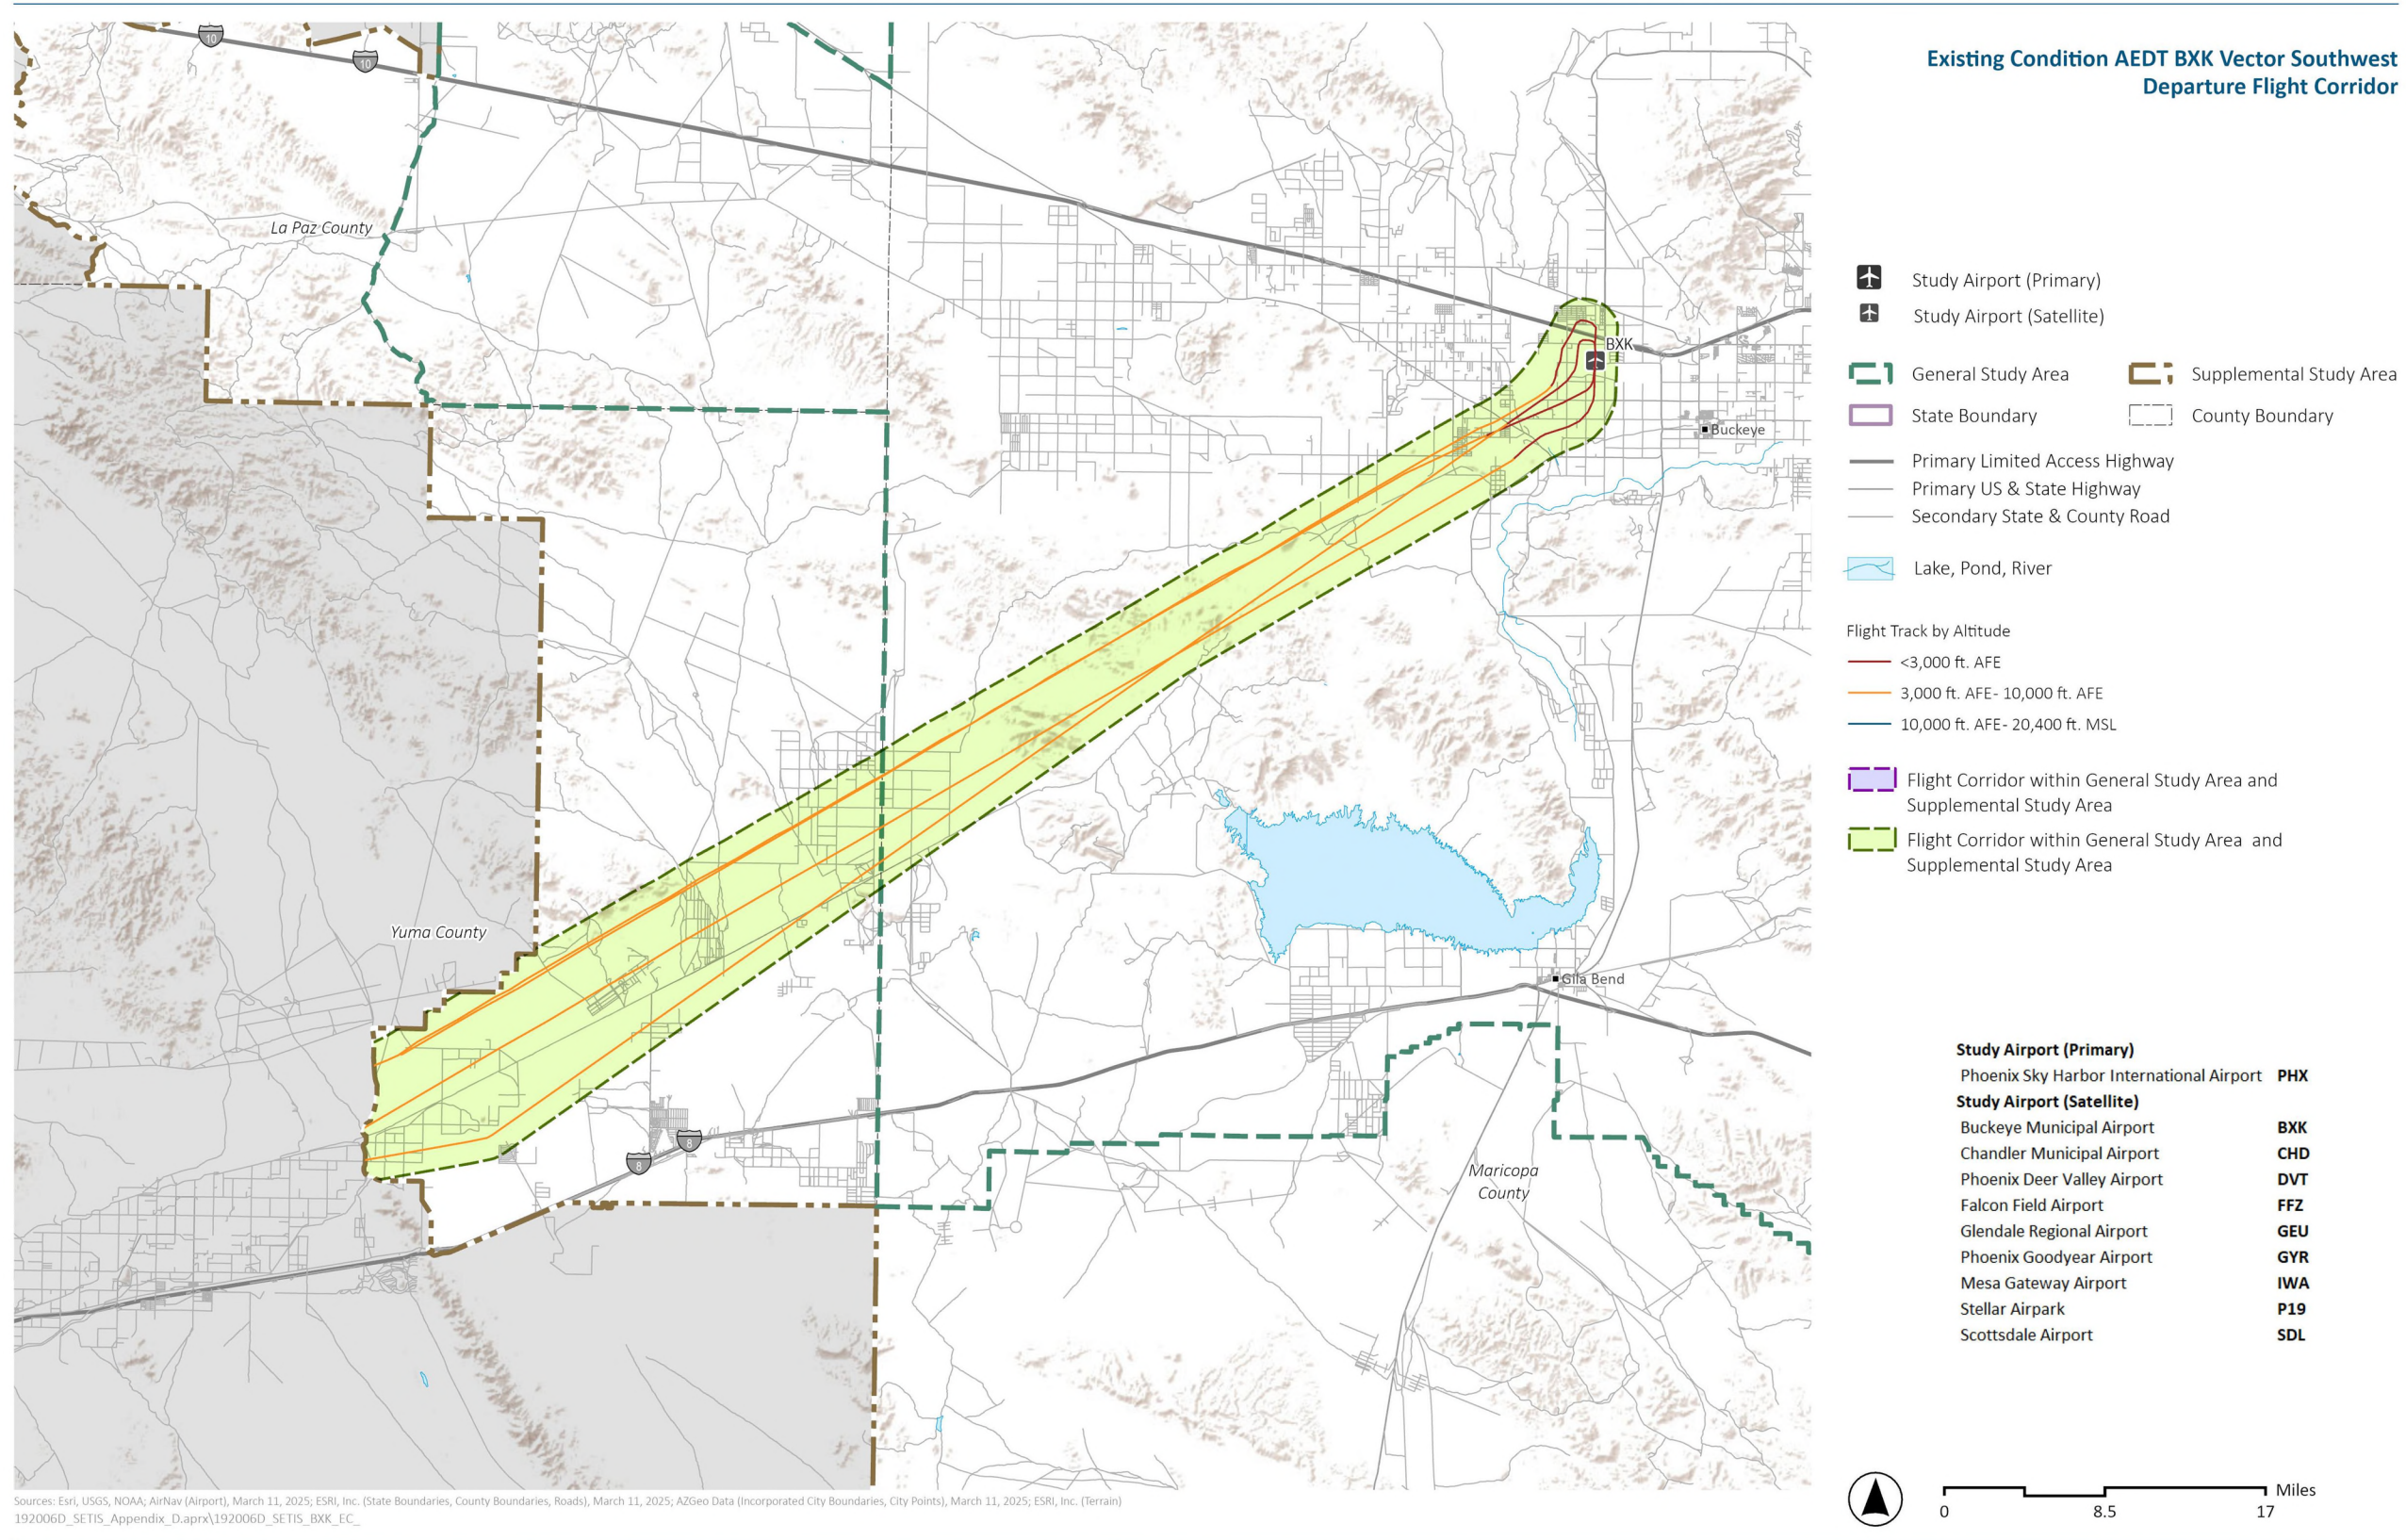 Existing Condition AEDT BXK Vector Southwest
Departure Flight Corridor
10
10
La Paz County
BXK
Buckeye
Yuma County
Gila Bend
8
8
Maricopa
County
Study Airport (Primary)
Study Airport (Satellite)
General Study Area
Supplemental Study Area
State Boundary
County Boundary
Primary Limited Access Highway
Primary US & State Highway
Secondary State & County Road
Lake, Pond, River
Flight Track by Altitude
<3,000 ft. AFE
3,000 ft. AFE- 10,000 ft. AFE
10,000 ft. AFE- 20,400 ft. MSL
Flight Corridor within General Study Area and
Supplemental Study Area
Flight Corridor within General Study Area  and
Supplemental Study Area
Study Airport (Primary)
Phoenix Sky Harbor International Airport PHX
Study Airport (Satellite)
Buckeye Municipal Airport BXK
Chandler Municipal Airport CHD
Phoenix Deer Valley Airport DVT
Falcon Field Airport FFZ
Glendale Regional Airport GEU
Phoenix Goodyear Airport GYR
Mesa Gateway Airport IWA
Stellar Airpark P19
Scottsdale Airport SDL
Miles
0 8.5 17
Sources: Esri, USGS, NOAA; AirNav (Airport), March 11, 2025; ESRI, Inc. (State Boundaries, County Boundaries, Roads), March 11, 2025; AZGeo Data (Incorporated City Boundaries, City Points), March 11, 2025; ESRI, Inc. (Terrain)
192006D_SETIS_Appendix_D.aprx\192006D_SETIS_BXK_EC_